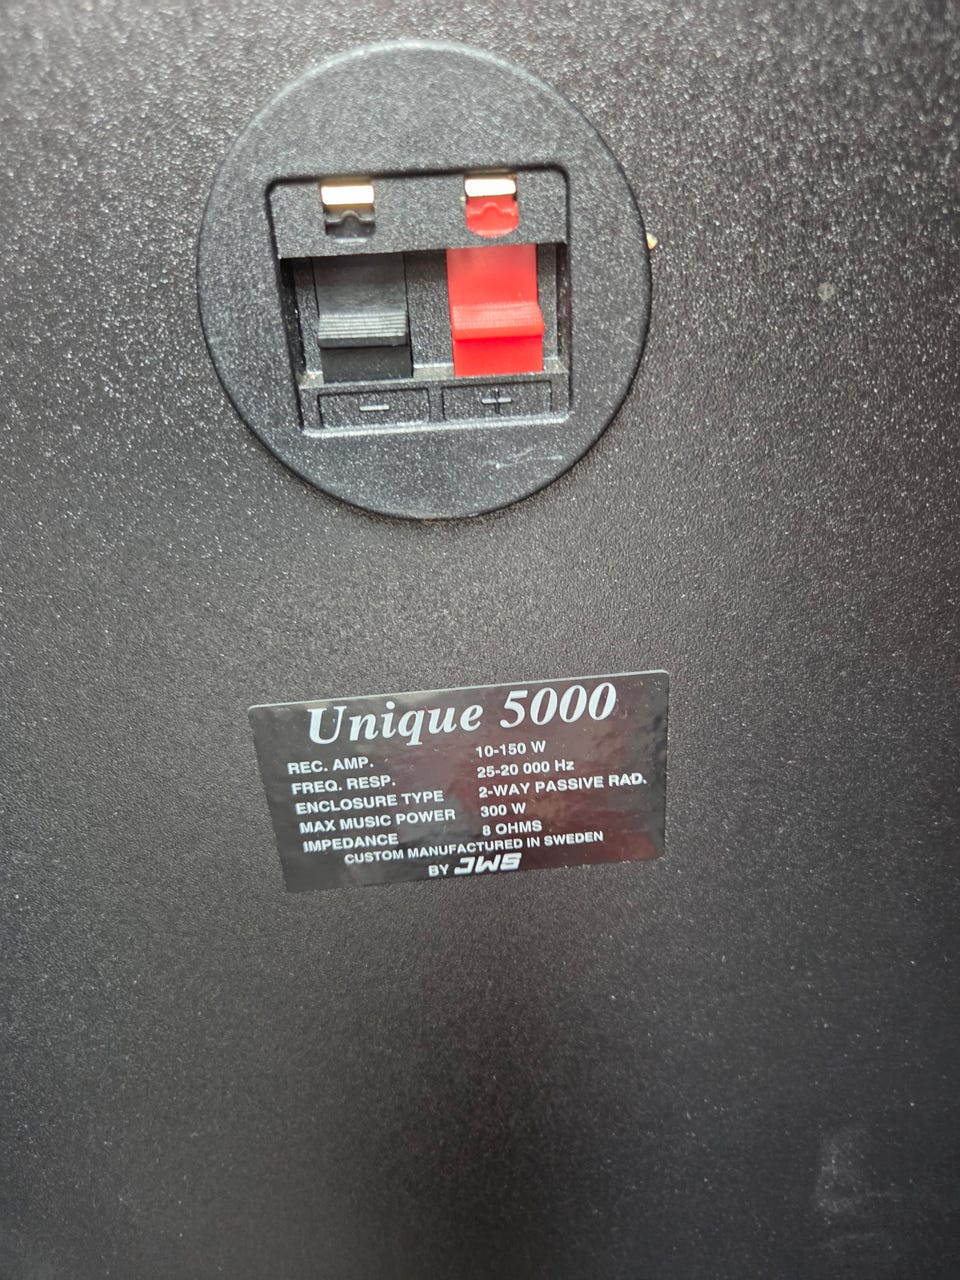 - +
Unique 5000
REC. AMP. 10-150 W
FREQ. RESP. 25-20 000 Hz
ENCLOSURE TYPE 2-WAY PASSIVE RAD.
MAX MUSIC POWER 300 W
IMPEDANCE 8 OHMS
CUSTOM MANUFACTURED IN SWEDEN
BY